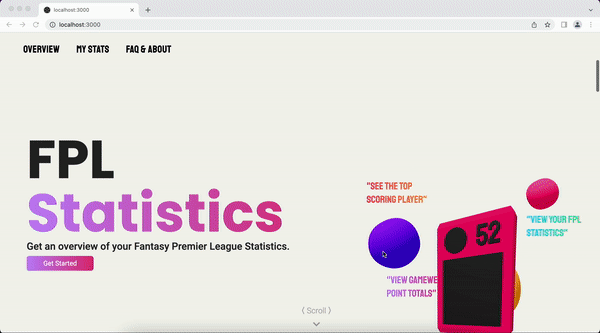 localhost:3000
localhost:3000
OVERVIEW
MY STATS
FAQ & ABOUT
FPL
Statistics
Get an overview of your Fantasy Premier League Statistics.
Get Started
"SEE THE TOP
SCORING PLAYER"
52
"VIEW YOUR FPL
STATISTICS"
"VIEW GAMEWE
POINT TOTALS"
( Scroll )